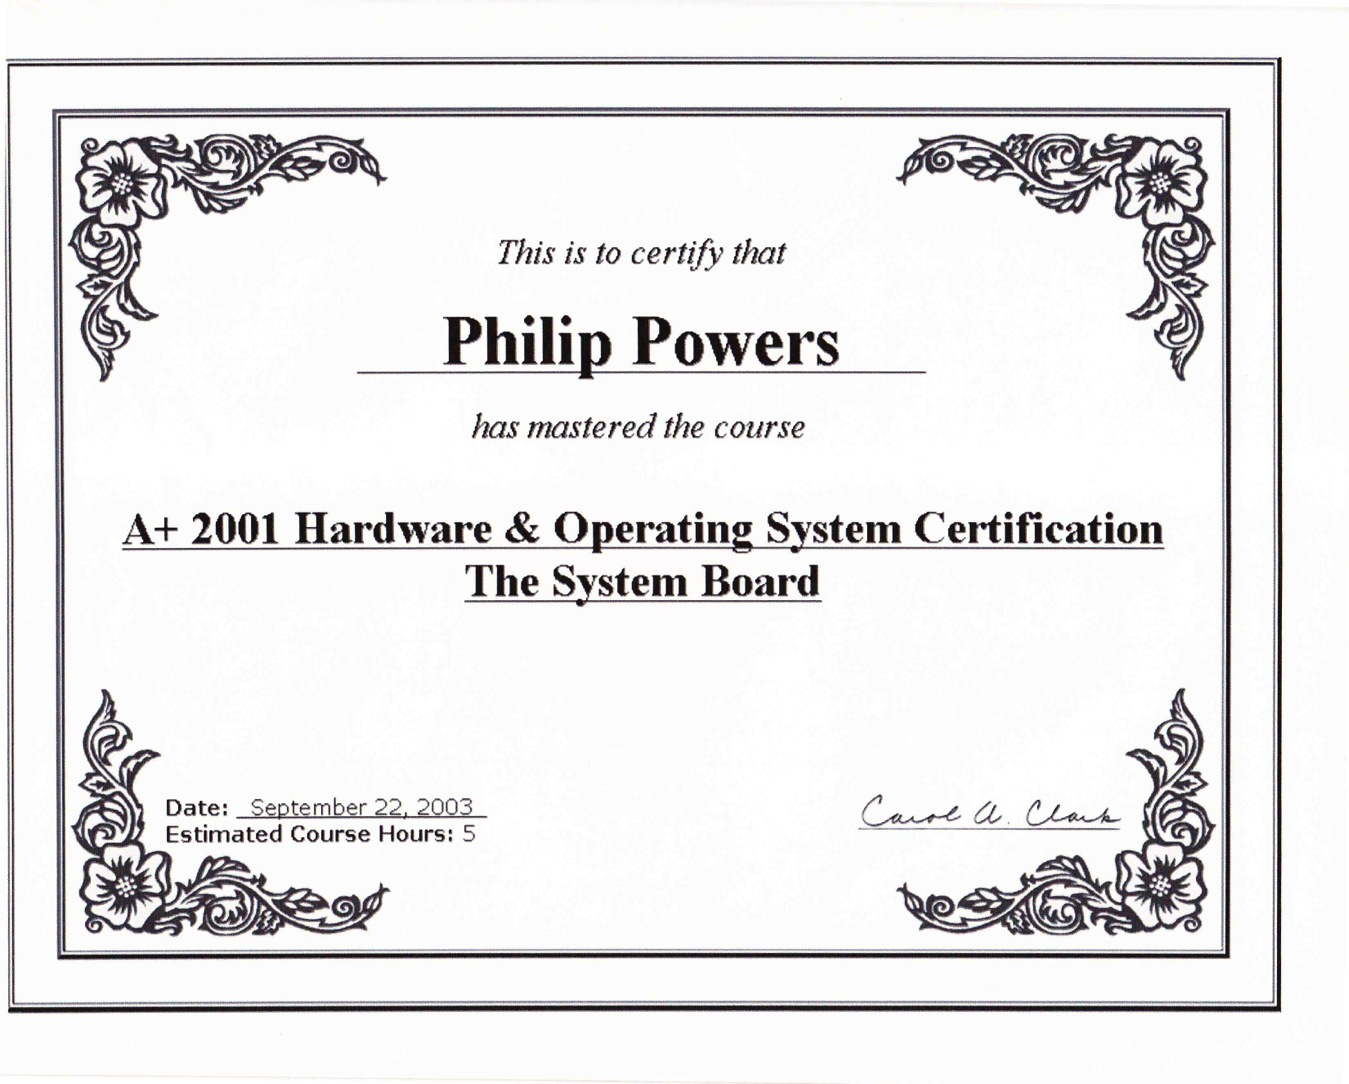 This is to certify that
Philip Powers
has mastered the course
A+ 2001 Hardware & Operating System Certification
The System Board
Date: September 22, 2003
Estimated Course Hours: 5
Carol A. Clark